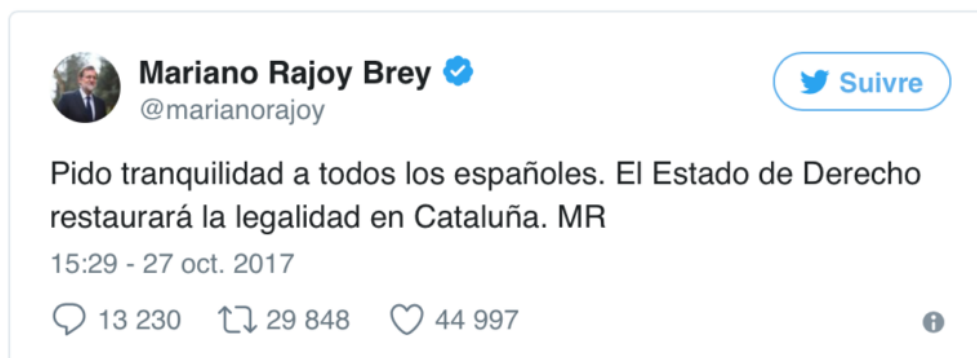 Mariano Rajoy Brey
Suivre
@marianorajoy
Pido tranquilidad a todos los españoles. El Estado de Derecho
restaurará la legalidad en Cataluña. MR
15:29 - 27 oct. 2017
13 230 29 848 44 997